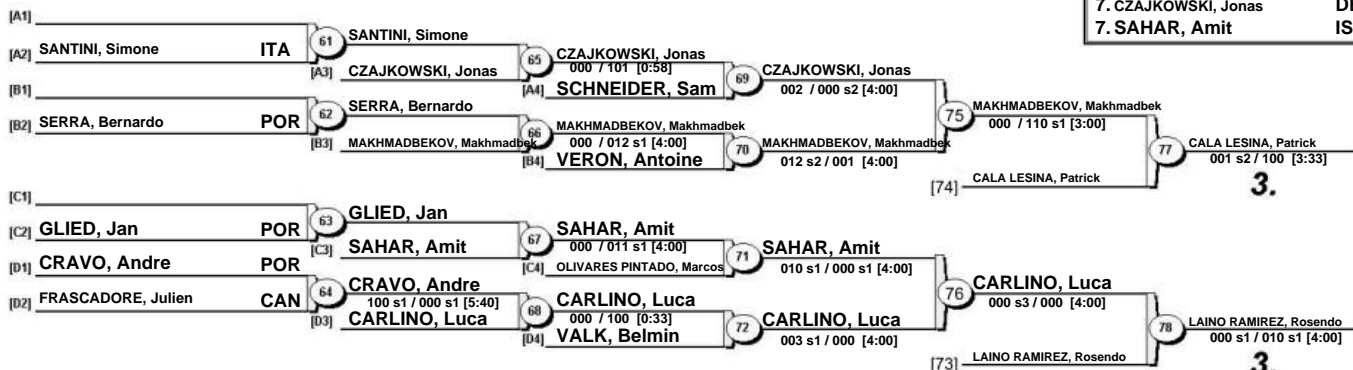 7. CZAJKOWSKI, Jonas
7. SAHAR, Amit IS
[A1]
[A2] SANTINI, Simone ITA
61
SANTINI, Simone
[A3] CZAJKOWSKI, Jonas
65
CZAJKOWSKI, Jonas
000 / 101 [0:58]
[A4] SCHNEIDER, Sam
69
CZAJKOWSKI, Jonas
002 / 000 s2 [4:00]
[B1]
[B2] SERRA, Bernardo POR
62
SERRA, Bernardo
[B3] MAKHMADBEKOV, Makhmadbek
66
MAKHMADBEKOV, Makhmadbek
000 / 012 s1 [4:00]
[B4] VERON, Antoine
70
MAKHMADBEKOV, Makhmadbek
012 s2 / 001 [4:00]
75
MAKHMADBEKOV, Makhmadbek
000 / 110 s1 [3:00]
[74] CALA LESINA, Patrick
77
CALA LESINA, Patrick
001 s2 / 100 [3:33]
3.
[C1]
[C2] GLIED, Jan POR
63
GLIED, Jan
[C3] SAHAR, Amit
67
SAHAR, Amit
000 / 011 s1 [4:00]
[C4] OLIVARES PINTADO, Marcos
71
SAHAR, Amit
010 s1 / 000 s1 [4:00]
[D1] CRAVO, Andre POR
[D2] FRASCADORE, Julien CAN
64
CRAVO, Andre
100 s1 / 000 s1 [5:40]
[D3] CARLINO, Luca
68
CARLINO, Luca
000 / 100 [0:33]
[D4] VALK, Belmin
72
CARLINO, Luca
003 s1 / 000 [4:00]
76
CARLINO, Luca
000 s3 / 000 [4:00]
[73] LAINO RAMIREZ, Rosendo
78
LAINO RAMIREZ, Rosendo
000 s1 / 010 s1 [4:00]
3.